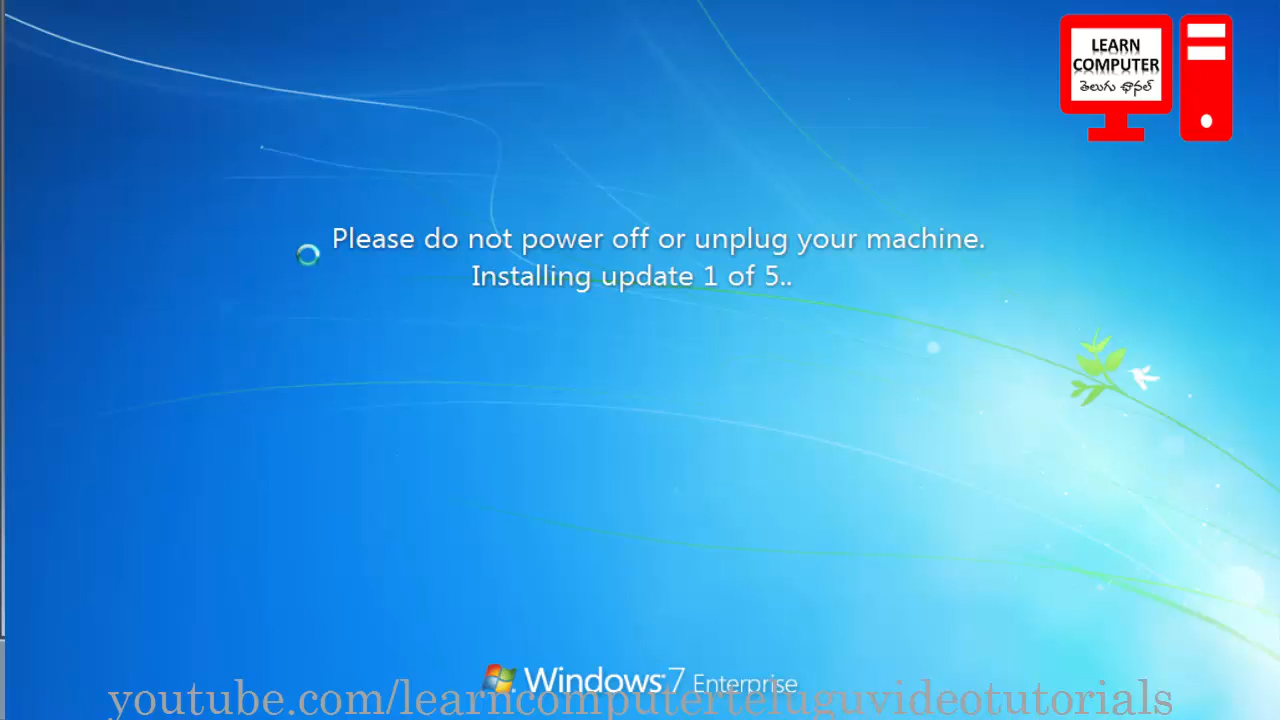 LEARN
COMPUTER
తెలుగు ఛానల్
Please do not power off or unplug your machine.
Installing update 1 of 5..
Windows 7 Enterprise
youtube.com/learncomputerteluguvideotutorials